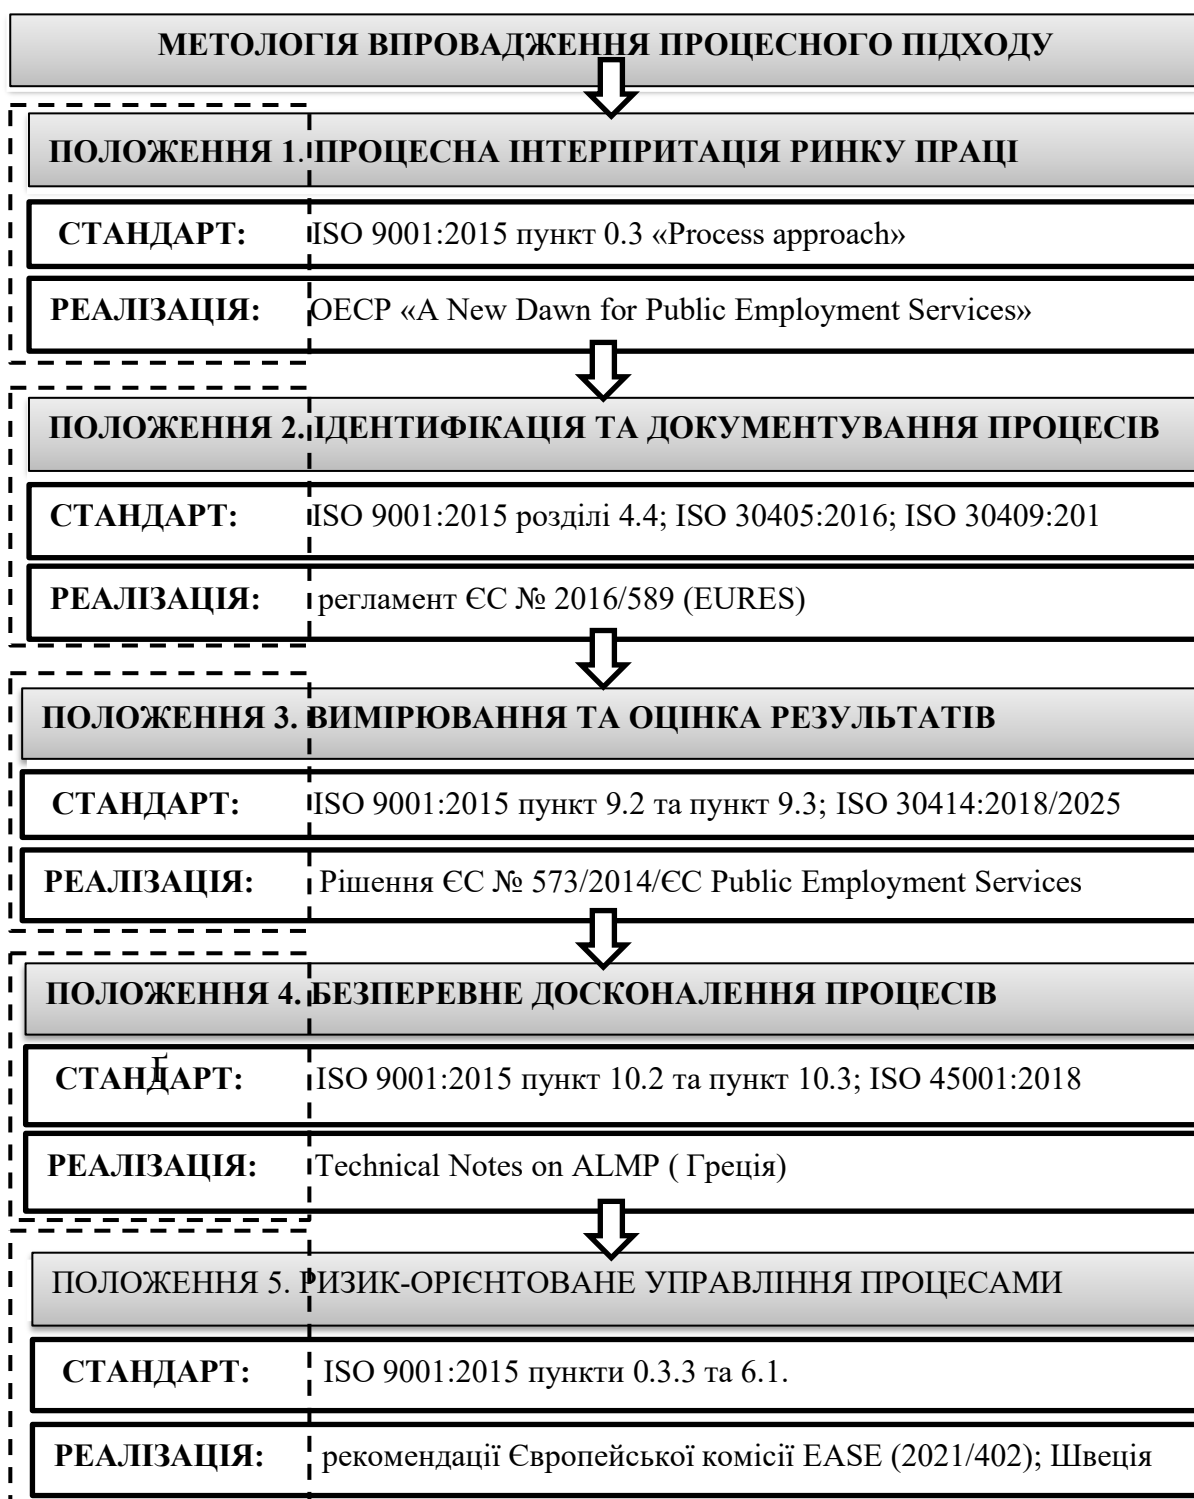 МЕТОЛОГІЯ ВПРОВАДЖЕННЯ ПРОЦЕСНОГО ПІДХОДУ
ПОЛОЖЕННЯ 1. ПРОЦЕСНА ІНТЕРПРИТАЦІЯ РИНКУ ПРАЦІ
СТАНДАРТ: ISO 9001:2015 пункт 0.3 «Process approach»
РЕАЛІЗАЦІЯ: ОЕСР «A New Dawn for Public Employment Services»
ПОЛОЖЕННЯ 2. ІДЕНТИФІКАЦІЯ ТА ДОКУМЕНТУВАННЯ ПРОЦЕСІВ
СТАНДАРТ: ISO 9001:2015 розділі 4.4; ISO 30405:2016; ISO 30409:201
РЕАЛІЗАЦІЯ: регламент ЄС № 2016/589 (EURES)
ПОЛОЖЕННЯ 3. ВИМІРЮВАННЯ ТА ОЦІНКА РЕЗУЛЬТАТІВ
СТАНДАРТ: ISO 9001:2015 пункт 9.2 та пункт 9.3; ISO 30414:2018/2025
РЕАЛІЗАЦІЯ: Рішення ЄС № 573/2014/ЄС Public Employment Services
ПОЛОЖЕННЯ 4. БЕЗПЕРЕВНЕ ДОСКОНАЛЕННЯ ПРОЦЕСІВ
СТАНДАРТ: ISO 9001:2015 пункт 10.2 та пункт 10.3; ISO 45001:2018
РЕАЛІЗАЦІЯ: Technical Notes on ALMP ( Греція)
ПОЛОЖЕННЯ 5. РИЗИК-ОРІЄНТОВАНЕ УПРАВЛІННЯ ПРОЦЕСАМИ
СТАНДАРТ: ISO 9001:2015 пункти 0.3.3 та 6.1.
РЕАЛІЗАЦІЯ: рекомендації Європейської комісії EASE (2021/402); Швеція